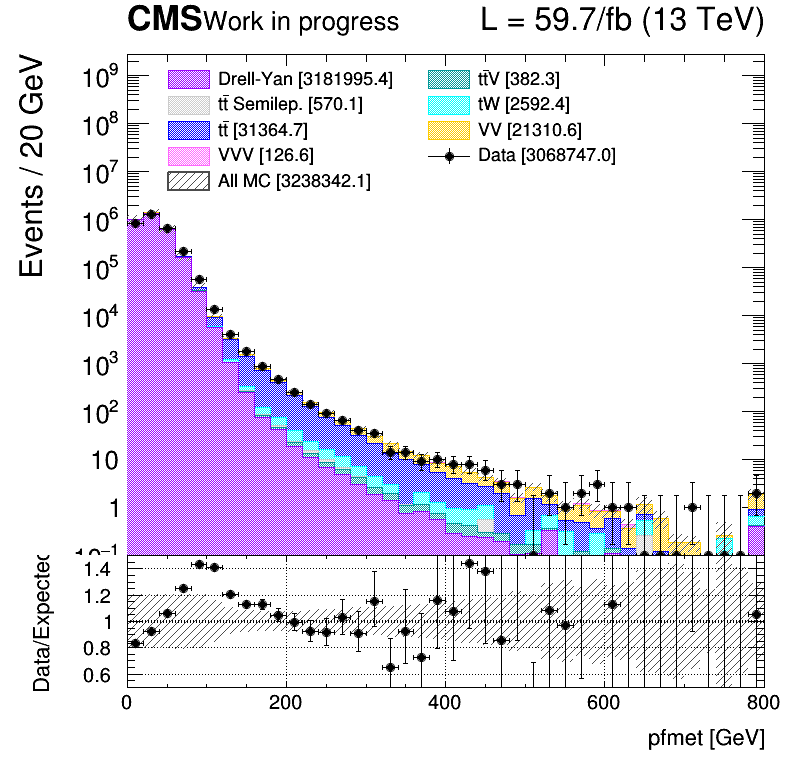 CMS Work in progress L = 59.7/fb (13 TeV)
Events / 20 GeV
10⁹
10⁸
10⁷
10⁶
10⁵
10⁴
10³
10²
10
1
10⁻¹
Drell-Yan [3181995.4]
tt̄ Semilep. [570.1]
tt̄ [31364.7]
VVV [126.6]
All MC [3238342.1]
tt̄V [382.3]
tW [2592.4]
VV [21310.6]
Data [3068747.0]
Data/Expected
1.4
1.2
1
0.8
0.6
0 200 400 600 800
pfmet [GeV]